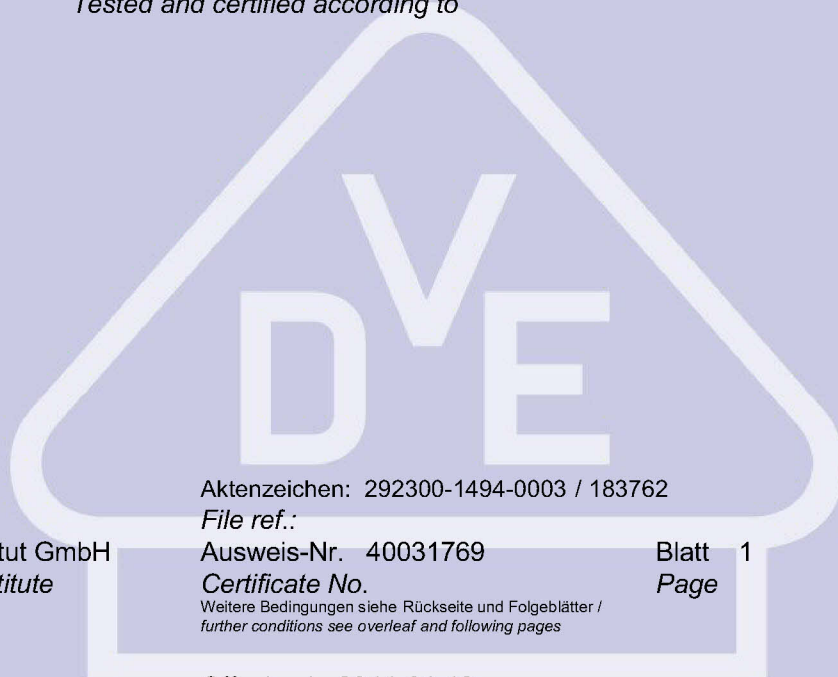 Tested and certified according to
VDE
Aktenzeichen: 292300-1494-0003 / 183762
File ref.:
tut GmbH Ausweis-Nr. 40031769 Blatt 1
titute Certificate No. Page
Weitere Bedingungen siehe Rückseite und Folgeblätter /
further conditions see overleaf and following pages